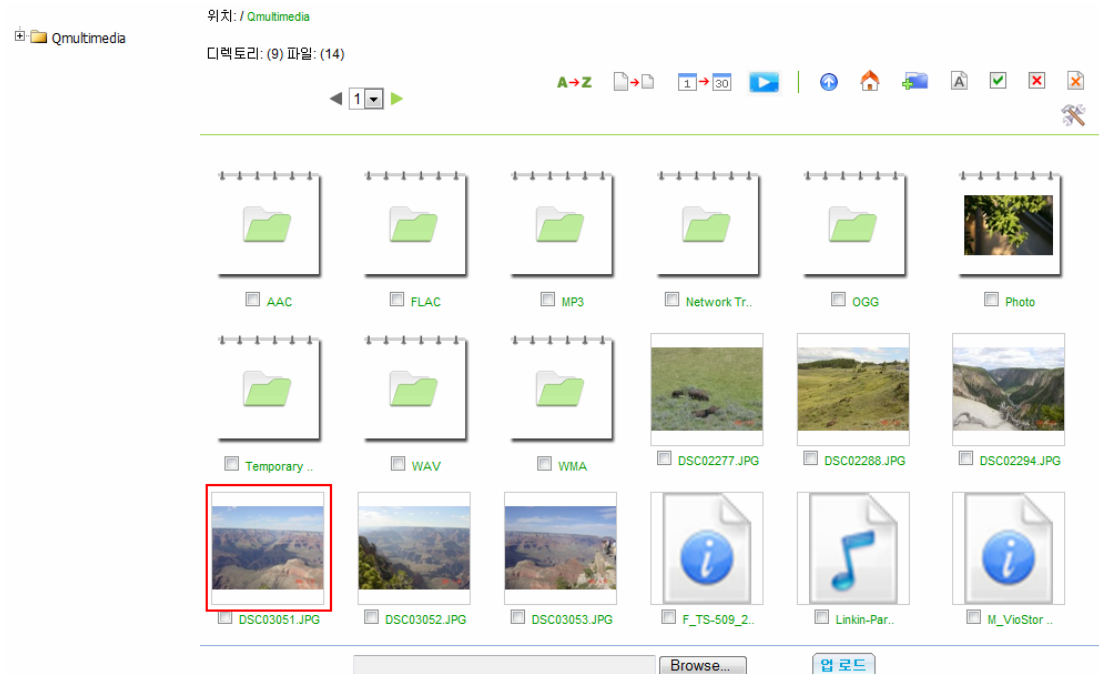 위치: / Qmultimedia
Qmultimedia
디렉토리: (9) 파일: (14)
A→Z
1 → 30
A
1
AAC
FLAC
MP3
Network Tr..
OGG
Photo
Temporary ..
WAV
WMA
DSC02277.JPG
DSC02288.JPG
DSC02294.JPG
DSC03051.JPG
DSC03052.JPG
DSC03053.JPG
F_TS-509_2..
Linkin-Par..
M_VioStor ..
Browse...
업로드